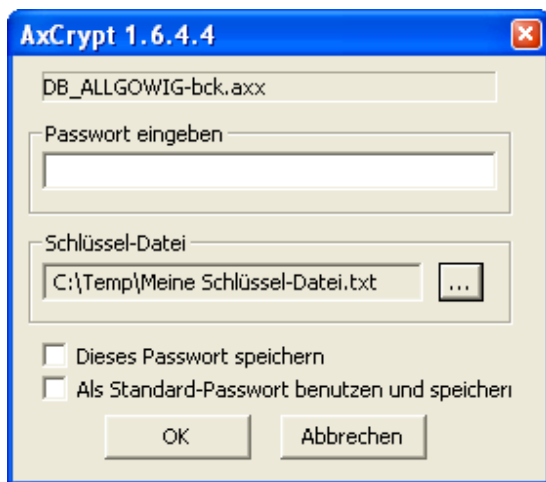 AxCrypt 1.6.4.4
DB_ALLGOWIG-bck.axx
Passwort eingeben
Schlüssel-Datei
C:\Temp\Meine Schlüssel-Datei.txt ...
Dieses Passwort speichern
Als Standard-Passwort benutzen und speichern
OK Abbrechen